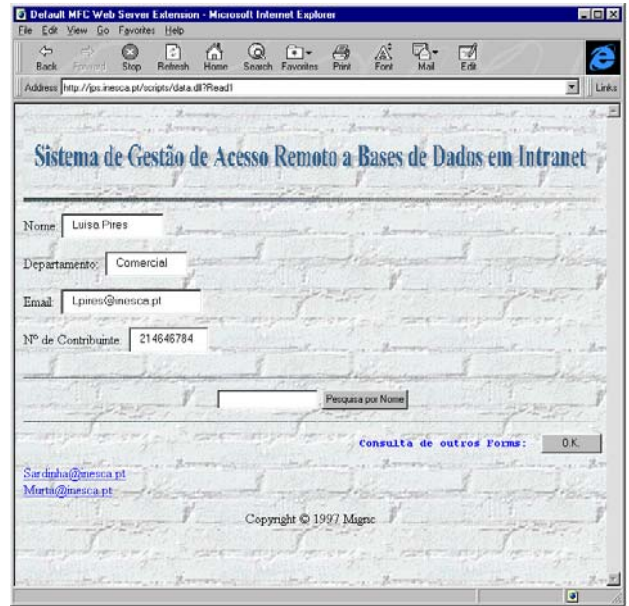 Default MFC Web Server Extension - Microsoft Internet Explorer
File Edit View Go Favorites Help
Back Forward Stop Refresh Home Search Favorites Print Font Mail Edit
Address http://jps.inesca.pt/scripts/data.dll?Read1 Links
Sistema de Gestão de Acesso Remoto a Bases de Dados em Intranet
Nome: Luisa Pires
Departamento: Comercial
Email: Lpires@inesca.pt
Nº de Contribuinte: 214646784
Pesquisa por Nome
Consulta de outros Forms: O.K.
Sardinha@inesca.pt
Murta@inesca.pt
Copyright © 1997 Mignc